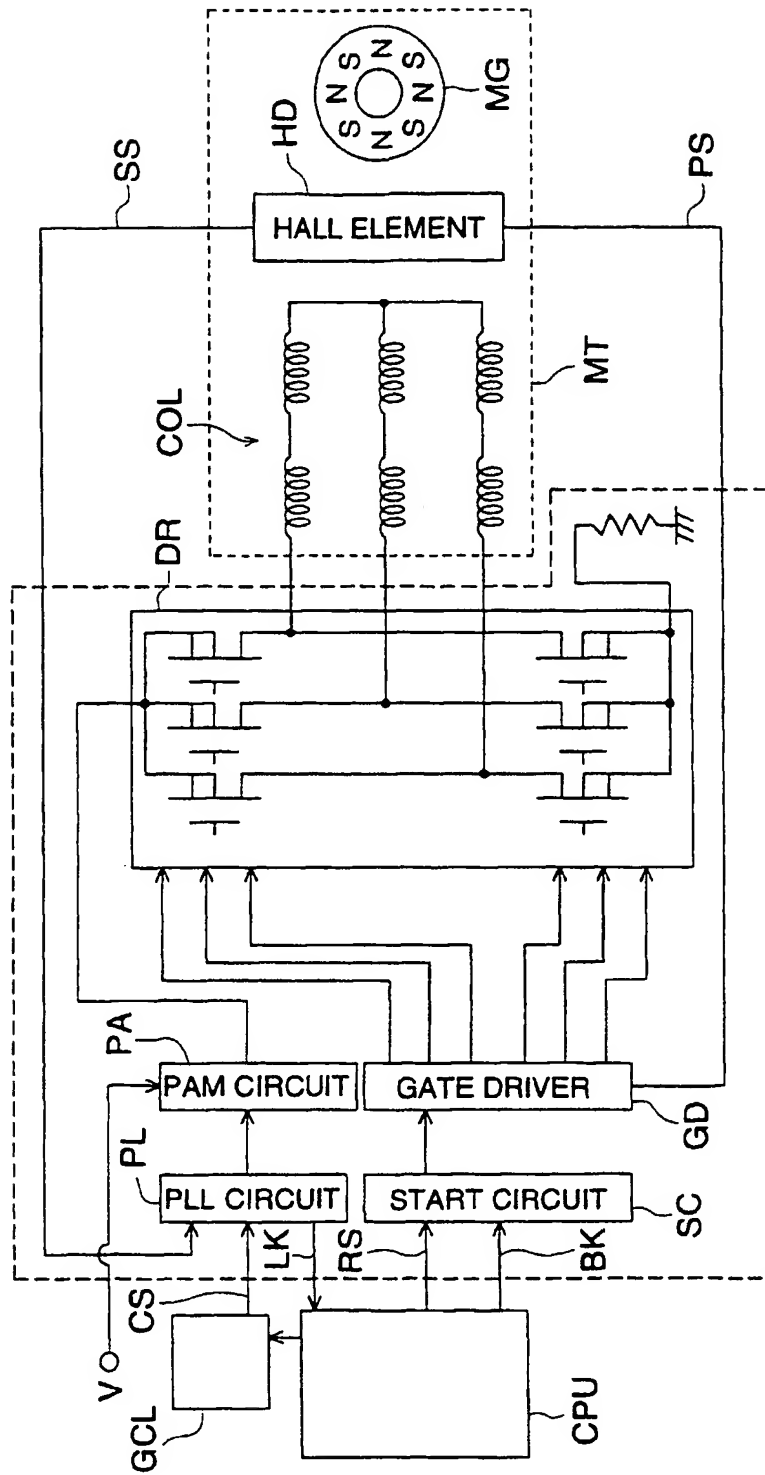 SS
HD
HALL ELEMENT
S
N
S
N
S
N
S
N
MG
PS
COL
MT
DR
PA
PAM CIRCUIT
GATE DRIVER
GD
PL
PLL CIRCUIT
START CIRCUIT
SC
LK
RS
BK
CS
V
GCL
CPU